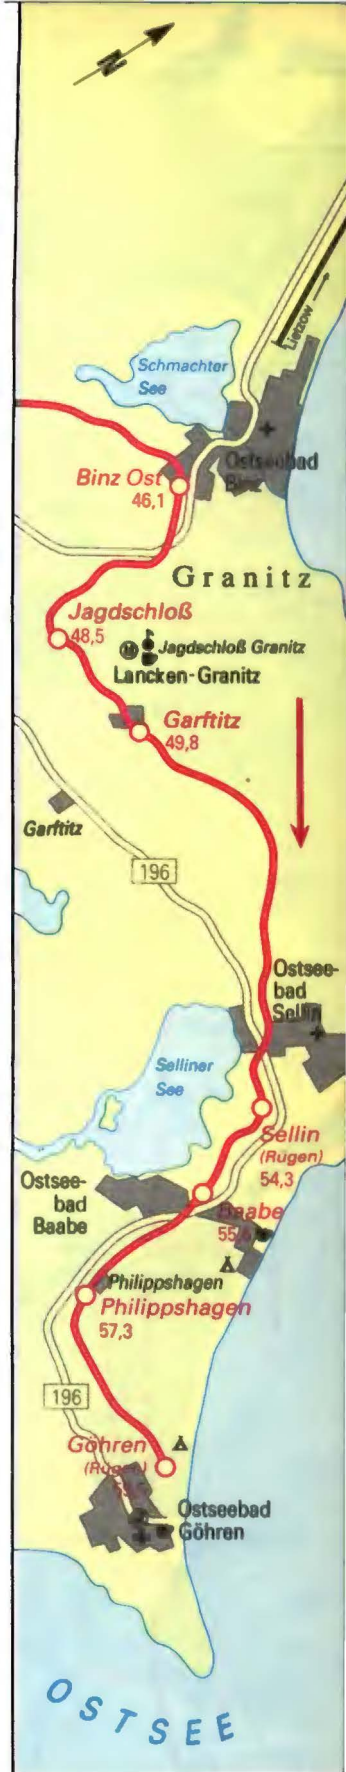 N
Lietzow
Schmachter
See
Ostseebad
Binz
Binz Ost
46,1
Granitz
Jagdschloß
48,5
M
Jagdschloß Granitz
Lancken-Granitz
Garftitz
49,8
Garftitz
196
Ostsee-
bad
Sellin
Selliner
See
Sellin
(Rügen)
54,3
Ostsee-
bad
Baabe
Baabe
Philippshagen
Philippshagen
57,3
196
Göhren
(Rügen)
Ostseebad
Göhren
OSTSEE